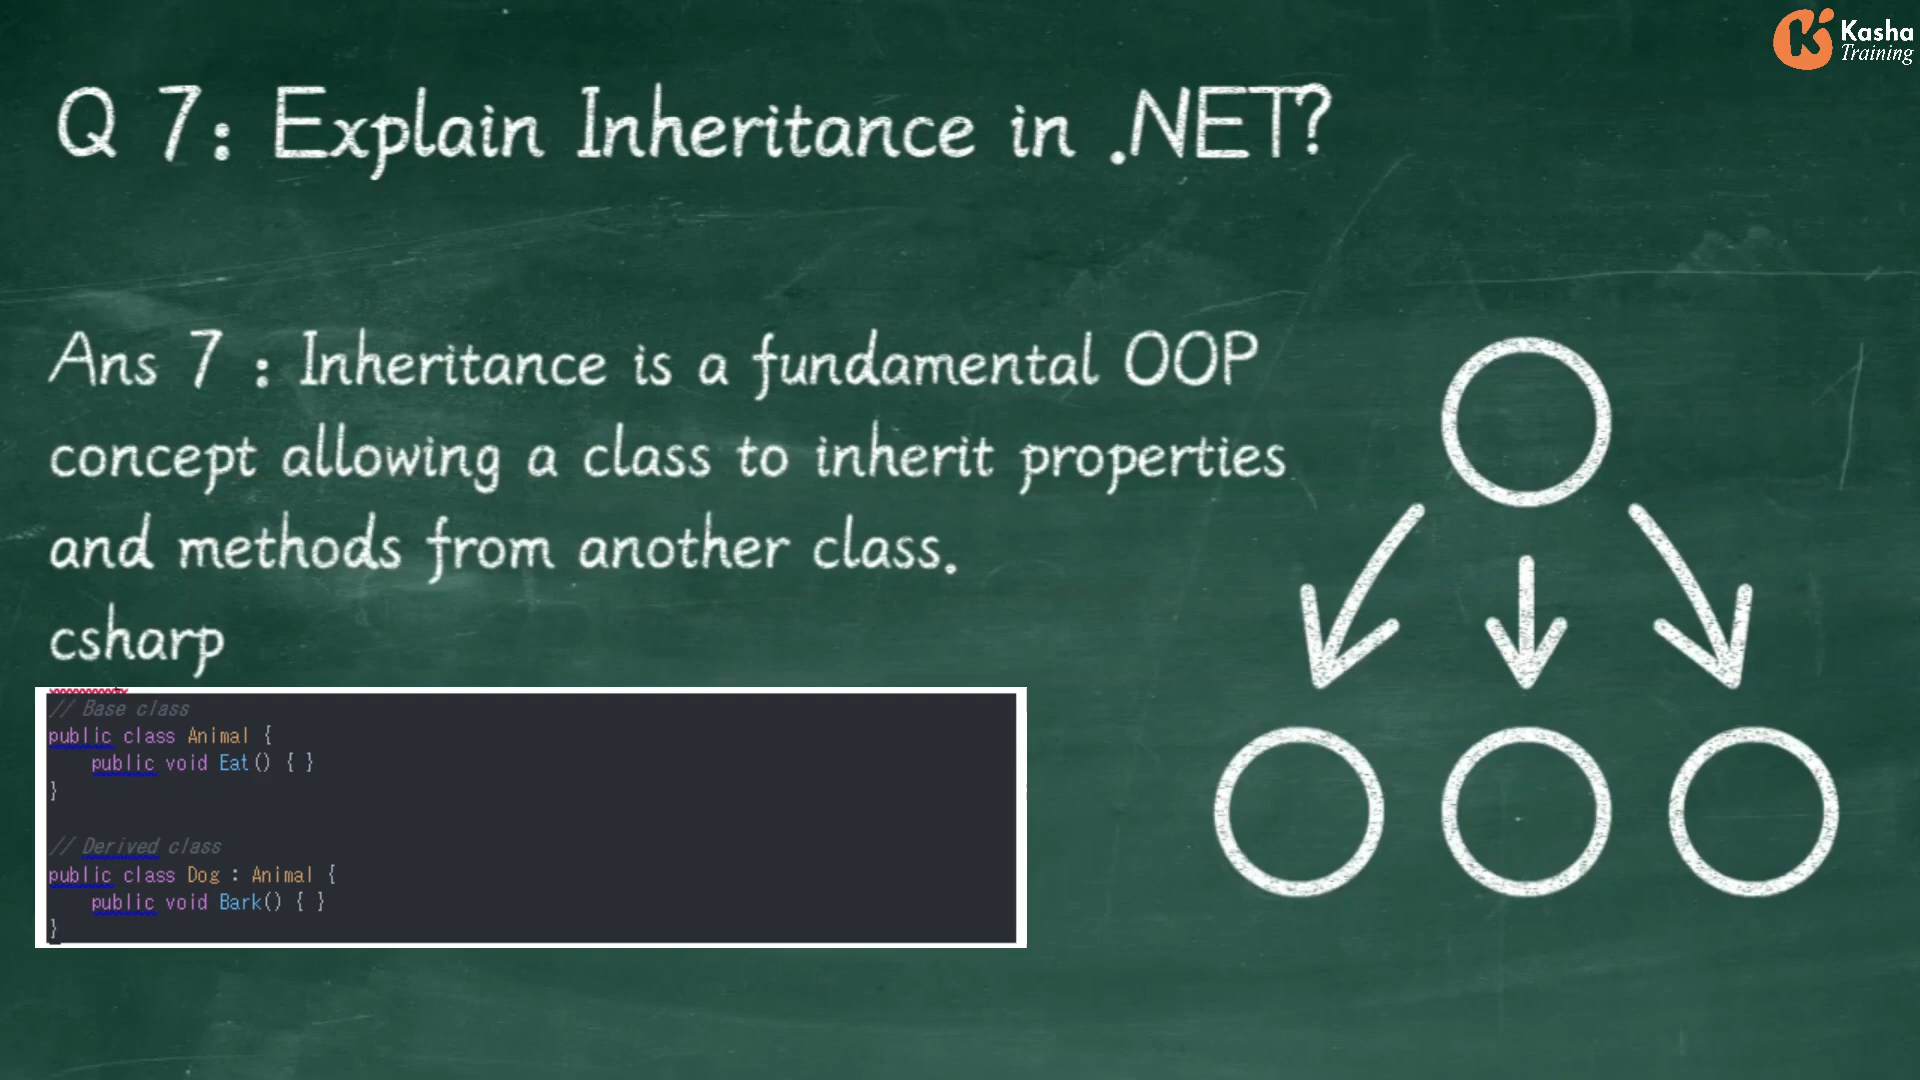 Kasha
Training
Q 7: Explain Inheritance in .NET?
Ans 7 : Inheritance is a fundamental OOP
concept allowing a class to inherit properties
and methods from another class.
csharp
// Base class
public class Animal {
    public void Eat() { }
}
// Derived class
public class Dog : Animal {
    public void Bark() { }
}